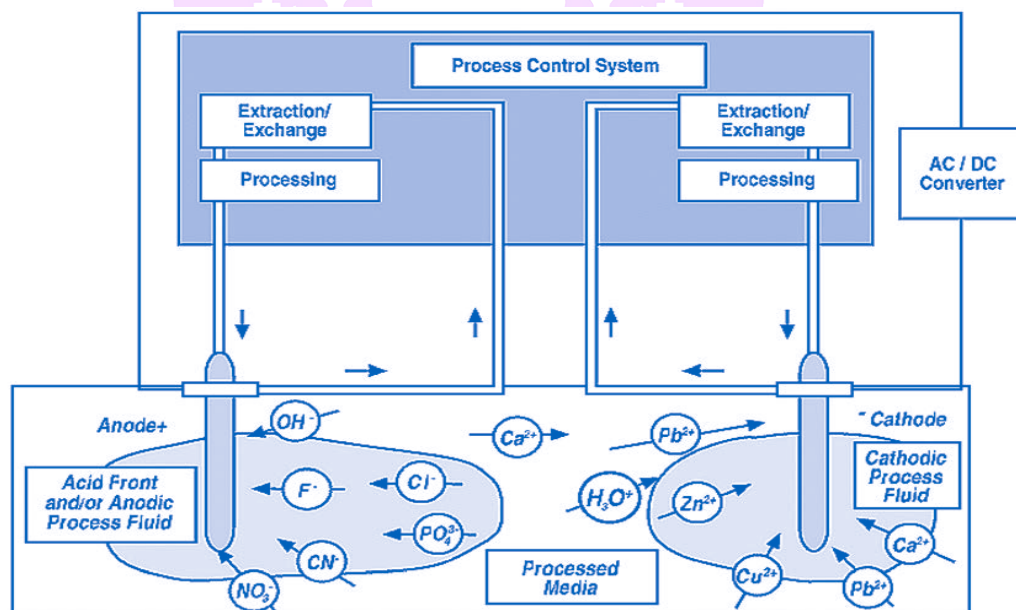 Process Control System
Extraction/
Exchange
Processing
Extraction/
Exchange
Processing
AC / DC
Converter
Anode+
- Cathode
OH-
Ca2+
Pb2+
Acid Front
and/or Anodic
Process Fluid
F-
Cl-
PO43-
CN-
NO3-
H3O+
Zn2+
Cathodic
Process
Fluid
Ca2+
Cu2+
Pb2+
Processed
Media